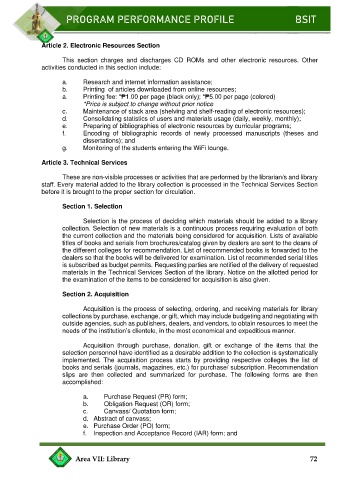 PROGRAM PERFORMANCE PROFILE BSIT
Article 2. Electronic Resources Section
This section charges and discharges CD ROMs and other electronic resources. Other
activities conducted in this section include:
a. Research and internet information assistance;
b. Printing of articles downloaded from online resources;
a. Printing fee: *₱1.00 per page (black only); *₱5.00 per page (colored)
*Price is subject to change without prior notice
c. Maintenance of stack area (shelving and shelf-reading of electronic resources);
d. Consolidating statistics of users and materials usage (daily, weekly, monthly);
e. Preparing of bibliographies of electronic resources by curricular programs;
f. Encoding of bibliographic records of newly processed manuscripts (theses and
dissertations); and
g. Monitoring of the students entering the WiFi lounge.
Article 3. Technical Services
These are non-visible processes or activities that are performed by the librarian/s and library
staff. Every material added to the library collection is processed in the Technical Services Section
before it is brought to the proper section for circulation.
Section 1. Selection
Selection is the process of deciding which materials should be added to a library
collection. Selection of new materials is a continuous process requiring evaluation of both
the current collection and the materials being considered for acquisition. Lists of available
titles of books and serials from brochures/catalog given by dealers are sent to the deans of
the different colleges for recommendation. List of recommended books is forwarded to the
dealers so that the books will be delivered for examination. List of recommended serial titles
is subscribed as budget permits. Requesting parties are notified of the delivery of requested
materials in the Technical Services Section of the library. Notice on the allotted period for
the examination of the items to be considered for acquisition is also given.
Section 2. Acquisition
Acquisition is the process of selecting, ordering, and receiving materials for library
collections by purchase, exchange, or gift, which may include budgeting and negotiating with
outside agencies, such as publishers, dealers, and vendors, to obtain resources to meet the
needs of the institution's clientele, in the most economical and expeditious manner.
Acquisition through purchase, donation, gift or exchange of the items that the
selection personnel have identified as a desirable addition to the collection is systematically
implemented. The acquisition process starts by providing respective colleges the list of
books and serials (journals, magazines, etc.) for purchase/ subscription. Recommendation
slips are then collected and summarized for purchase. The following forms are then
accomplished:
a. Purchase Request (PR) form;
b. Obligation Request (OR) form;
c. Canvass/ Quotation form;
d. Abstract of canvass;
e. Purchase Order (PO) form;
f. Inspection and Acceptance Record (IAR) form; and
Area VII: Library 72